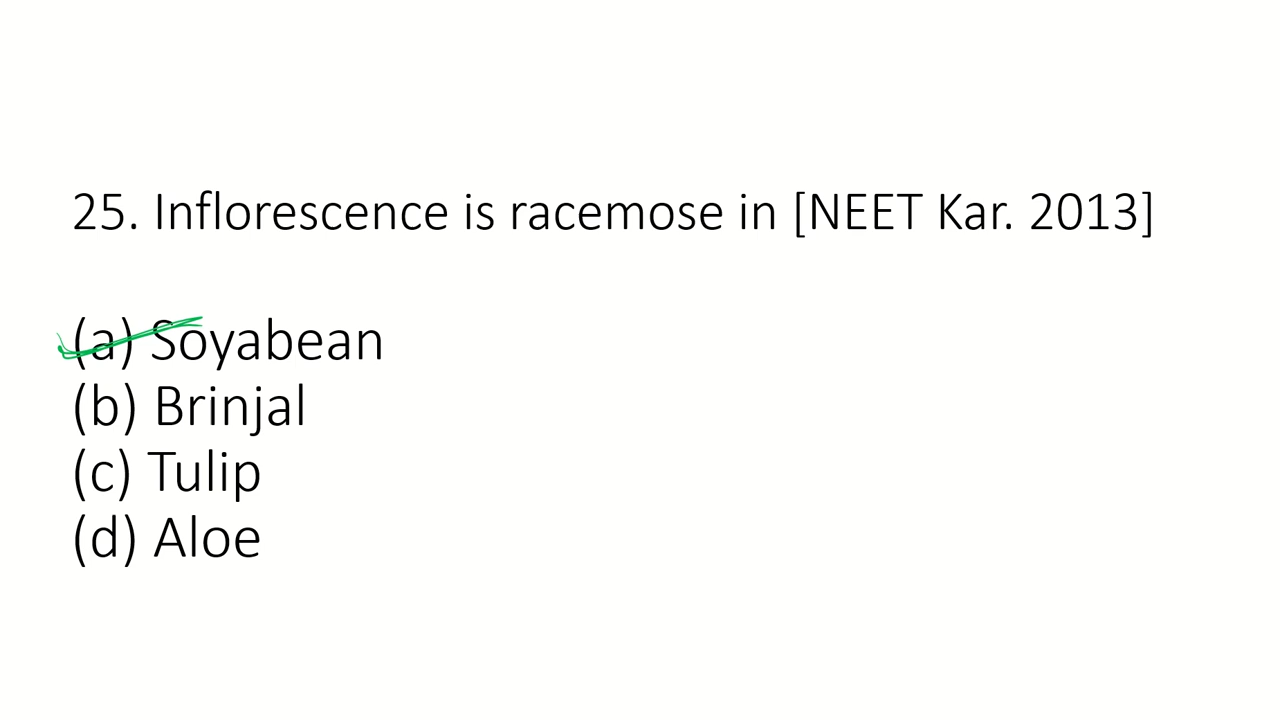 25. Inflorescence is racemose in [NEET Kar. 2013]
(a) Soyabean
(b) Brinjal
(c) Tulip
(d) Aloe